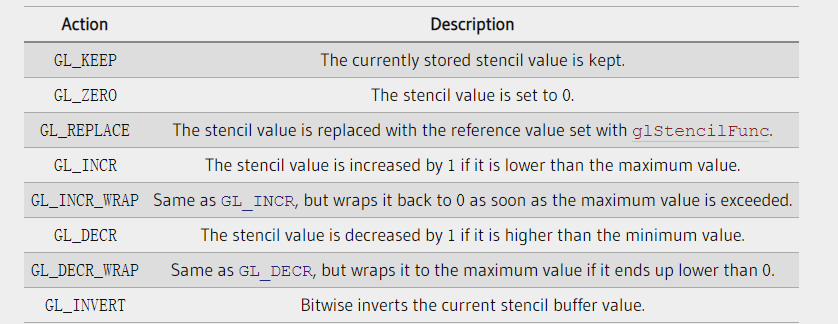 Action Description
GL_KEEP The currently stored stencil value is kept.
GL_ZERO The stencil value is set to 0.
GL_REPLACE The stencil value is replaced with the reference value set with glStencilFunc.
GL_INCR The stencil value is increased by 1 if it is lower than the maximum value.
GL_INCR_WRAP Same as GL_INCR, but wraps it back to 0 as soon as the maximum value is exceeded.
GL_DECR The stencil value is decreased by 1 if it is higher than the minimum value.
GL_DECR_WRAP Same as GL_DECR, but wraps it to the maximum value if it ends up lower than 0.
GL_INVERT Bitwise inverts the current stencil buffer value.